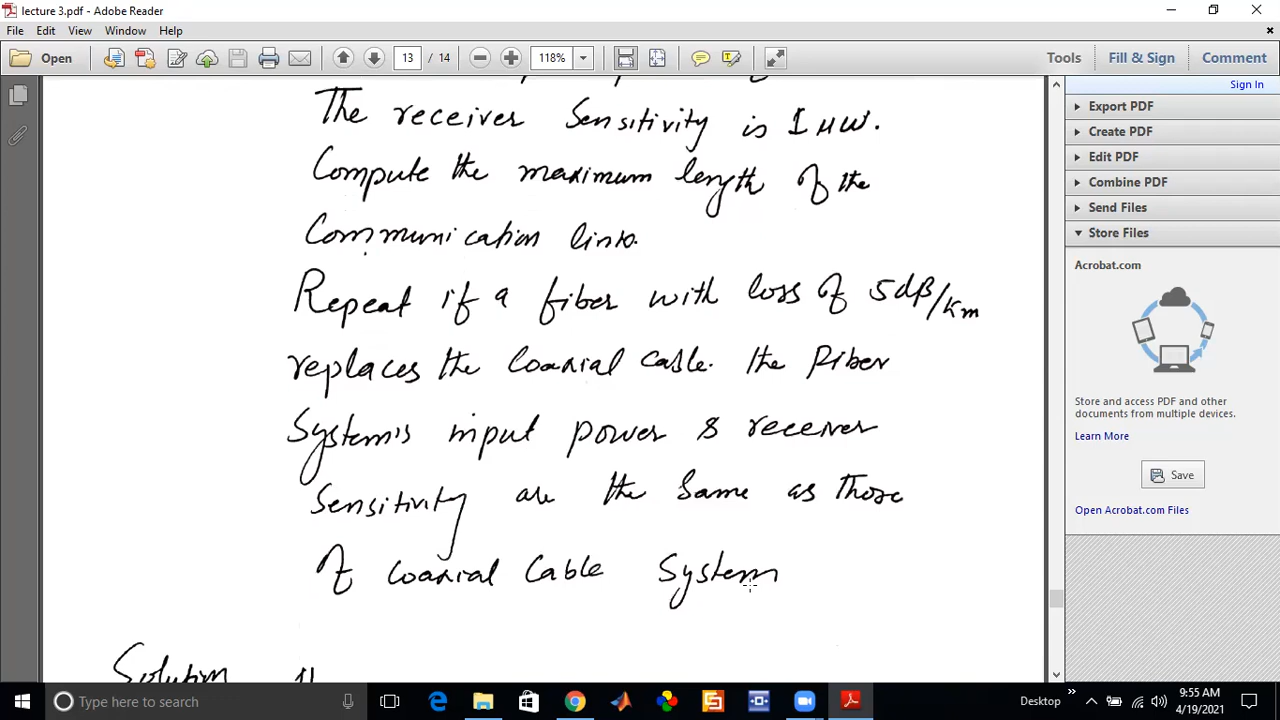 lecture 3.pdf - Adobe Reader
File Edit View Window Help
Open 13 / 14 118% Tools Fill & Sign Comment
Sign In
The receiver Sensitivity is 1 μW.
Compute the maximum length of the
Communication link.
Repeat if a fiber with loss of 5dB/Km
replaces the Coaxial cable. the Fiber
System's input power & receiver
Sensitivity are the same as those
Of Coaxial Cable System
Solution
Export PDF
Create PDF
Edit PDF
Combine PDF
Send Files
Store Files
Acrobat.com
Store and access PDF and other
documents from multiple devices.
Learn More
Save
Open Acrobat.com Files
Type here to search
Desktop
9:55 AM
4/19/2021